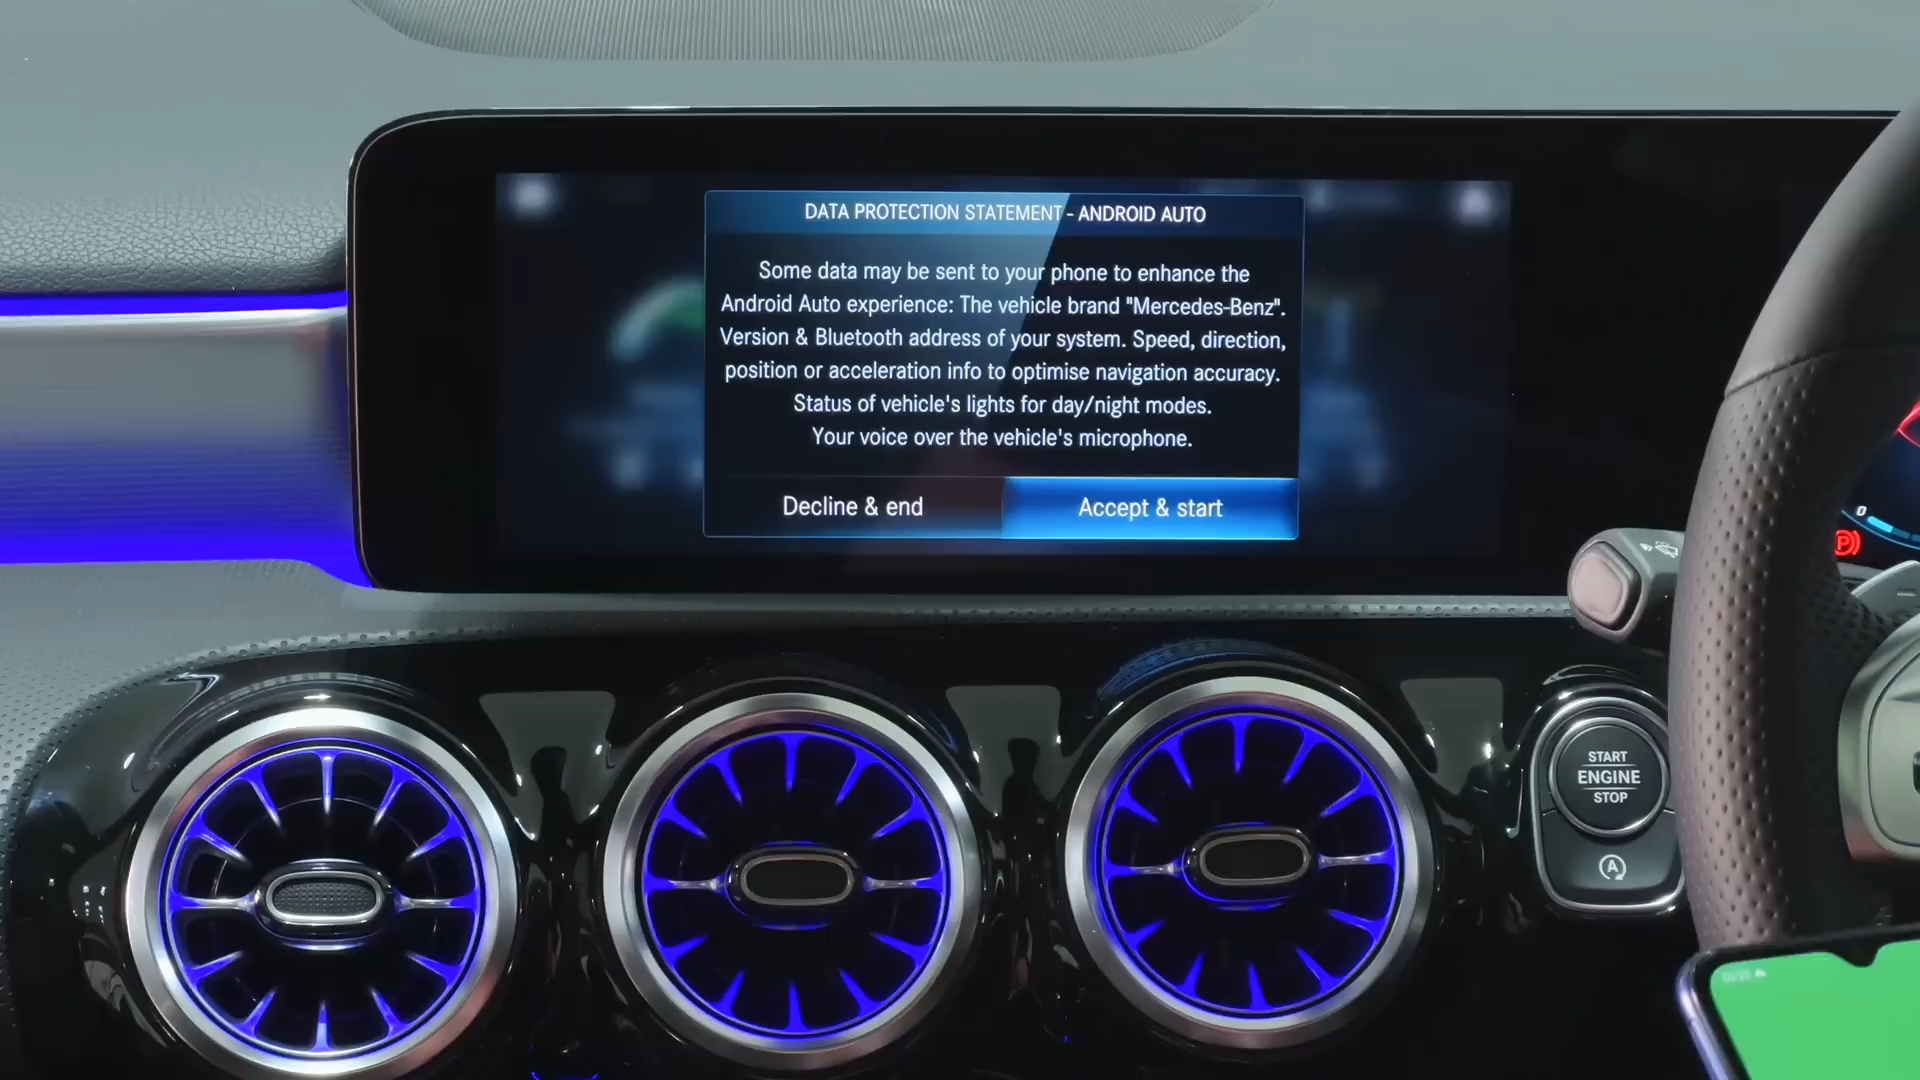 DATA PROTECTION STATEMENT - ANDROID AUTO
Some data may be sent to your phone to enhance the
Android Auto experience: The vehicle brand "Mercedes-Benz".
Version & Bluetooth address of your system. Speed, direction,
position or acceleration info to optimise navigation accuracy.
Status of vehicle's lights for day/night modes.
Your voice over the vehicle's microphone.
Decline & end
Accept & start
0
P
START
ENGINE
STOP
A